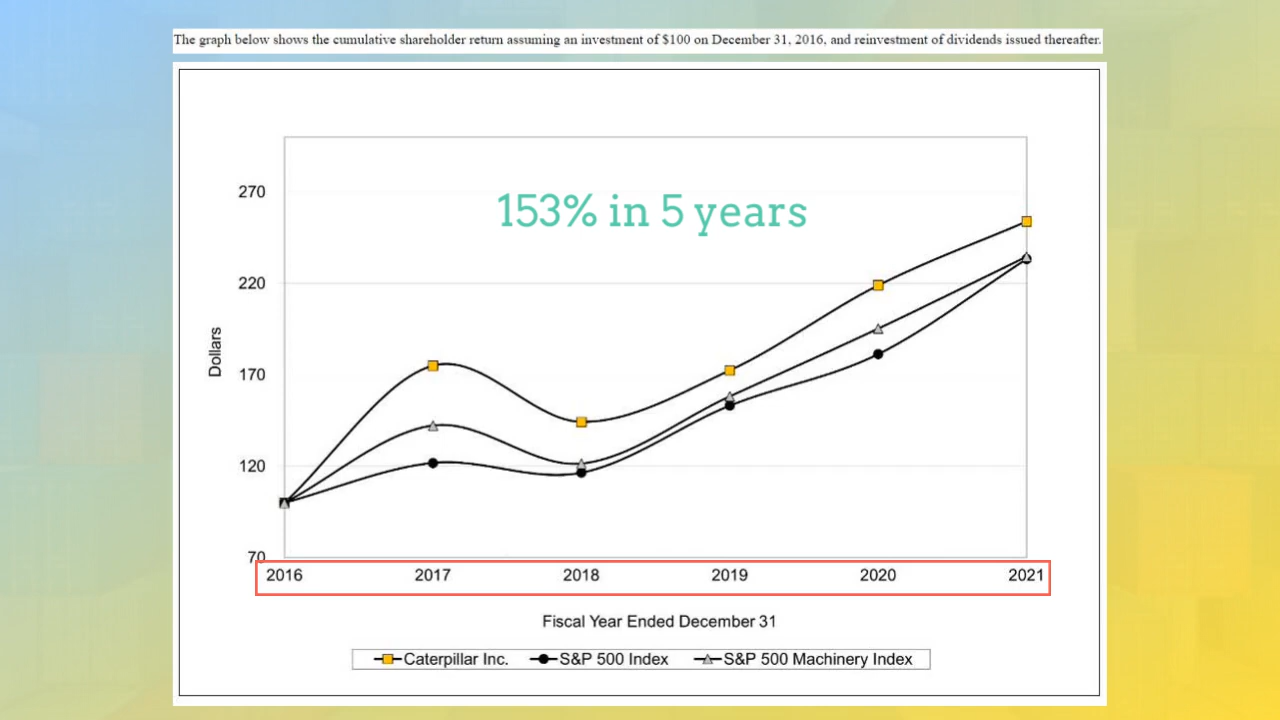 The graph below shows the cumulative shareholder return assuming an investment of $100 on December 31, 2016, and reinvestment of dividends issued thereafter.
270
153% in 5 years
220
Dollars
170
120
70
2016 2017 2018 2019 2020 2021
Fiscal Year Ended December 31
Caterpillar Inc. S&P 500 Index S&P 500 Machinery Index